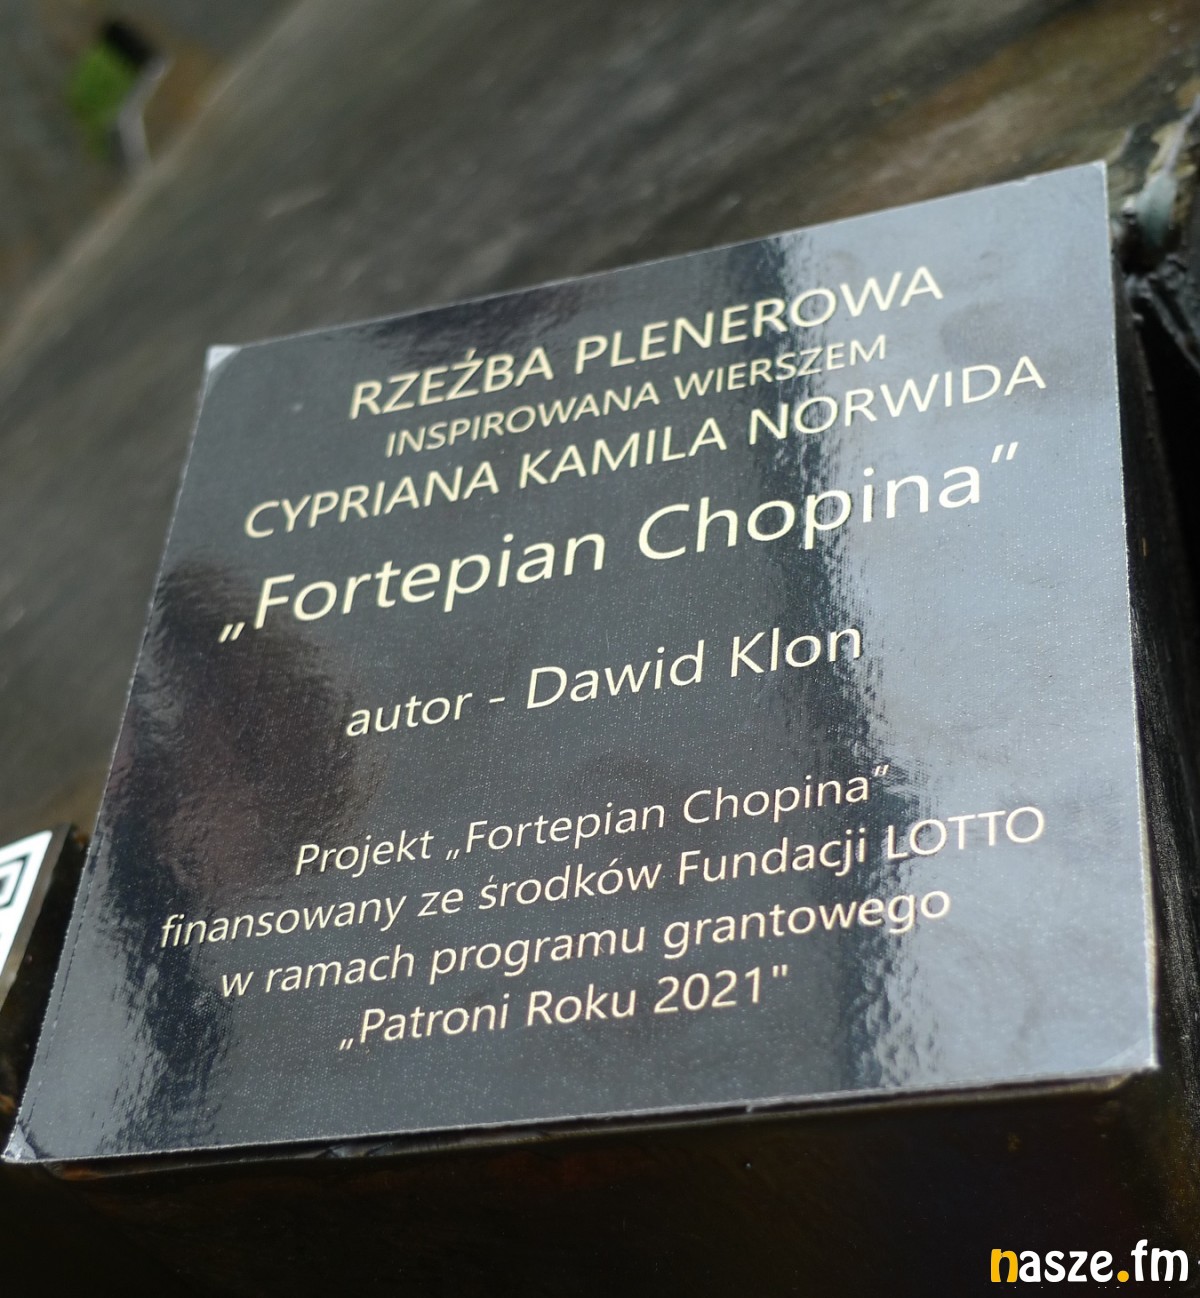 RZEŹBA PLENEROWA
INSPIROWANA WIERSZEM
CYPRIANA KAMILA NORWIDA
„Fortepian Chopina”
autor - Dawid Klon
Projekt „Fortepian Chopina”
finansowany ze środków Fundacji LOTTO
w ramach programu grantowego
„Patroni Roku 2021"
nasze.fm